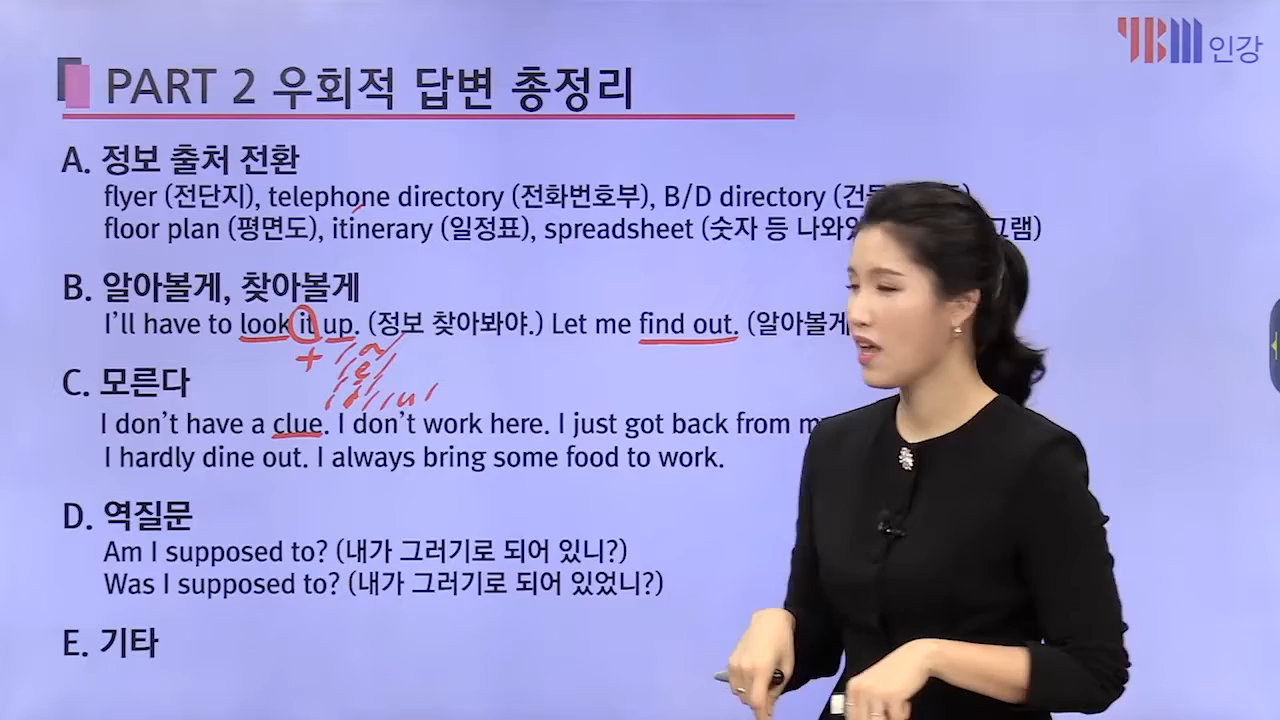 YBM 인강
PART 2 우회적 답변 총정리
A. 정보 출처 전환
flyer (전단지), telephone directory (전화번호부), B/D directory
floor plan (평면도), itinerary (일정표), spreadsheet (숫자 등
B. 알아볼게, 찾아볼게
I'll have to look it up. (정보 찾아봐야.) Let me find out. (알아볼게
C. 모른다
I don't have a clue. I don't work here. I just got back from
I hardly dine out. I always bring some food to work.
D. 역질문
Am I supposed to? (내가 그러기로 되어 있니?)
Was I supposed to? (내가 그러기로 되어 있었니?)
E. 기타